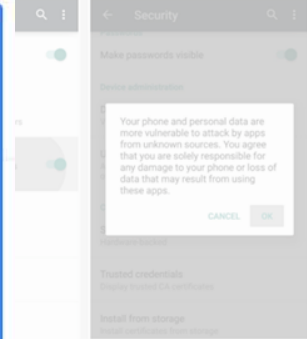 Security
Passwords
Make passwords visible
Device administration
Your phone and personal data are
more vulnerable to attack by apps
from unknown sources. You agree
that you are solely responsible for
any damage to your phone or loss of
data that may result from using
these apps.
CANCEL
OK
Hardware-backed
Trusted credentials
Display trusted CA certificates
Install from storage
Install certificates from storage